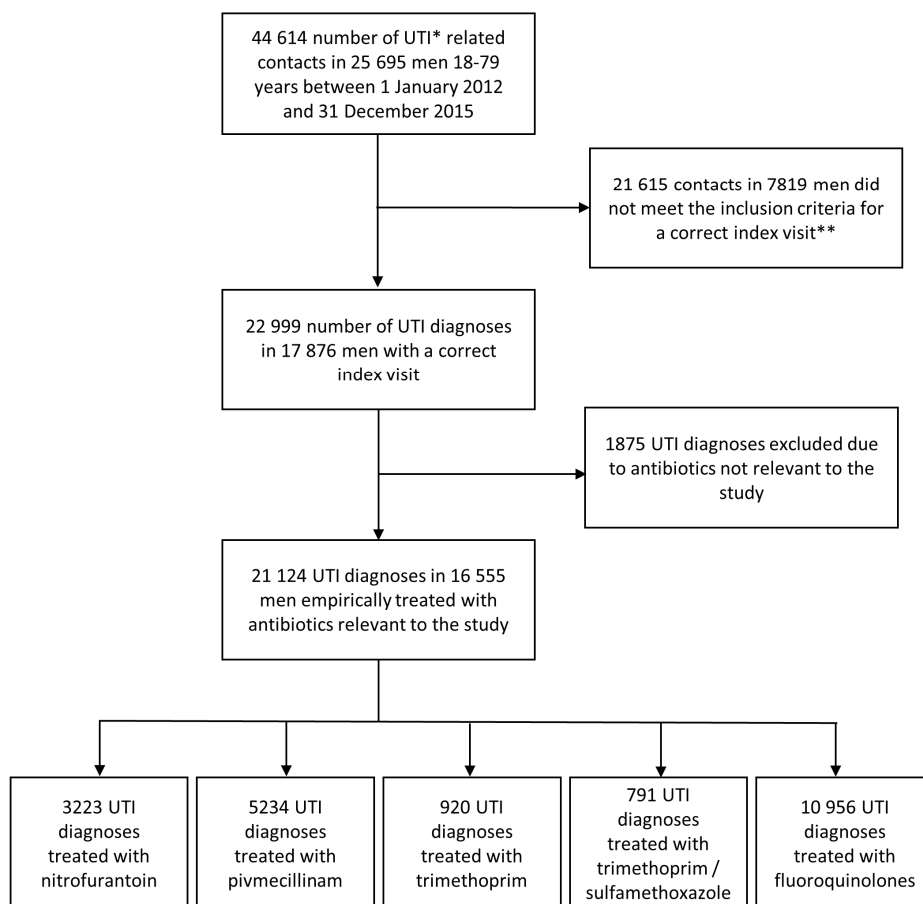 44 614 number of UTI* related
contacts in 25 695 men 18-79
years between 1 January 2012
and 31 December 2015
21 615 contacts in 7819 men did
not meet the inclusion criteria for
a correct index visit**
22 999 number of UTI diagnoses
in 17 876 men with a correct
index visit
1875 UTI diagnoses excluded due
to antibiotics not relevant to the
study
21 124 UTI diagnoses in 16 555
men empirically treated with
antibiotics relevant to the study
3223 UTI
diagnoses
treated with
nitrofurantoin
5234 UTI
diagnoses
treated with
pivmecillinam
920 UTI
diagnoses
treated with
trimethoprim
791 UTI
diagnoses
treated with
trimethoprim /
sulfamethoxazole
10 956 UTI
diagnoses
treated with
fluoroquinolones